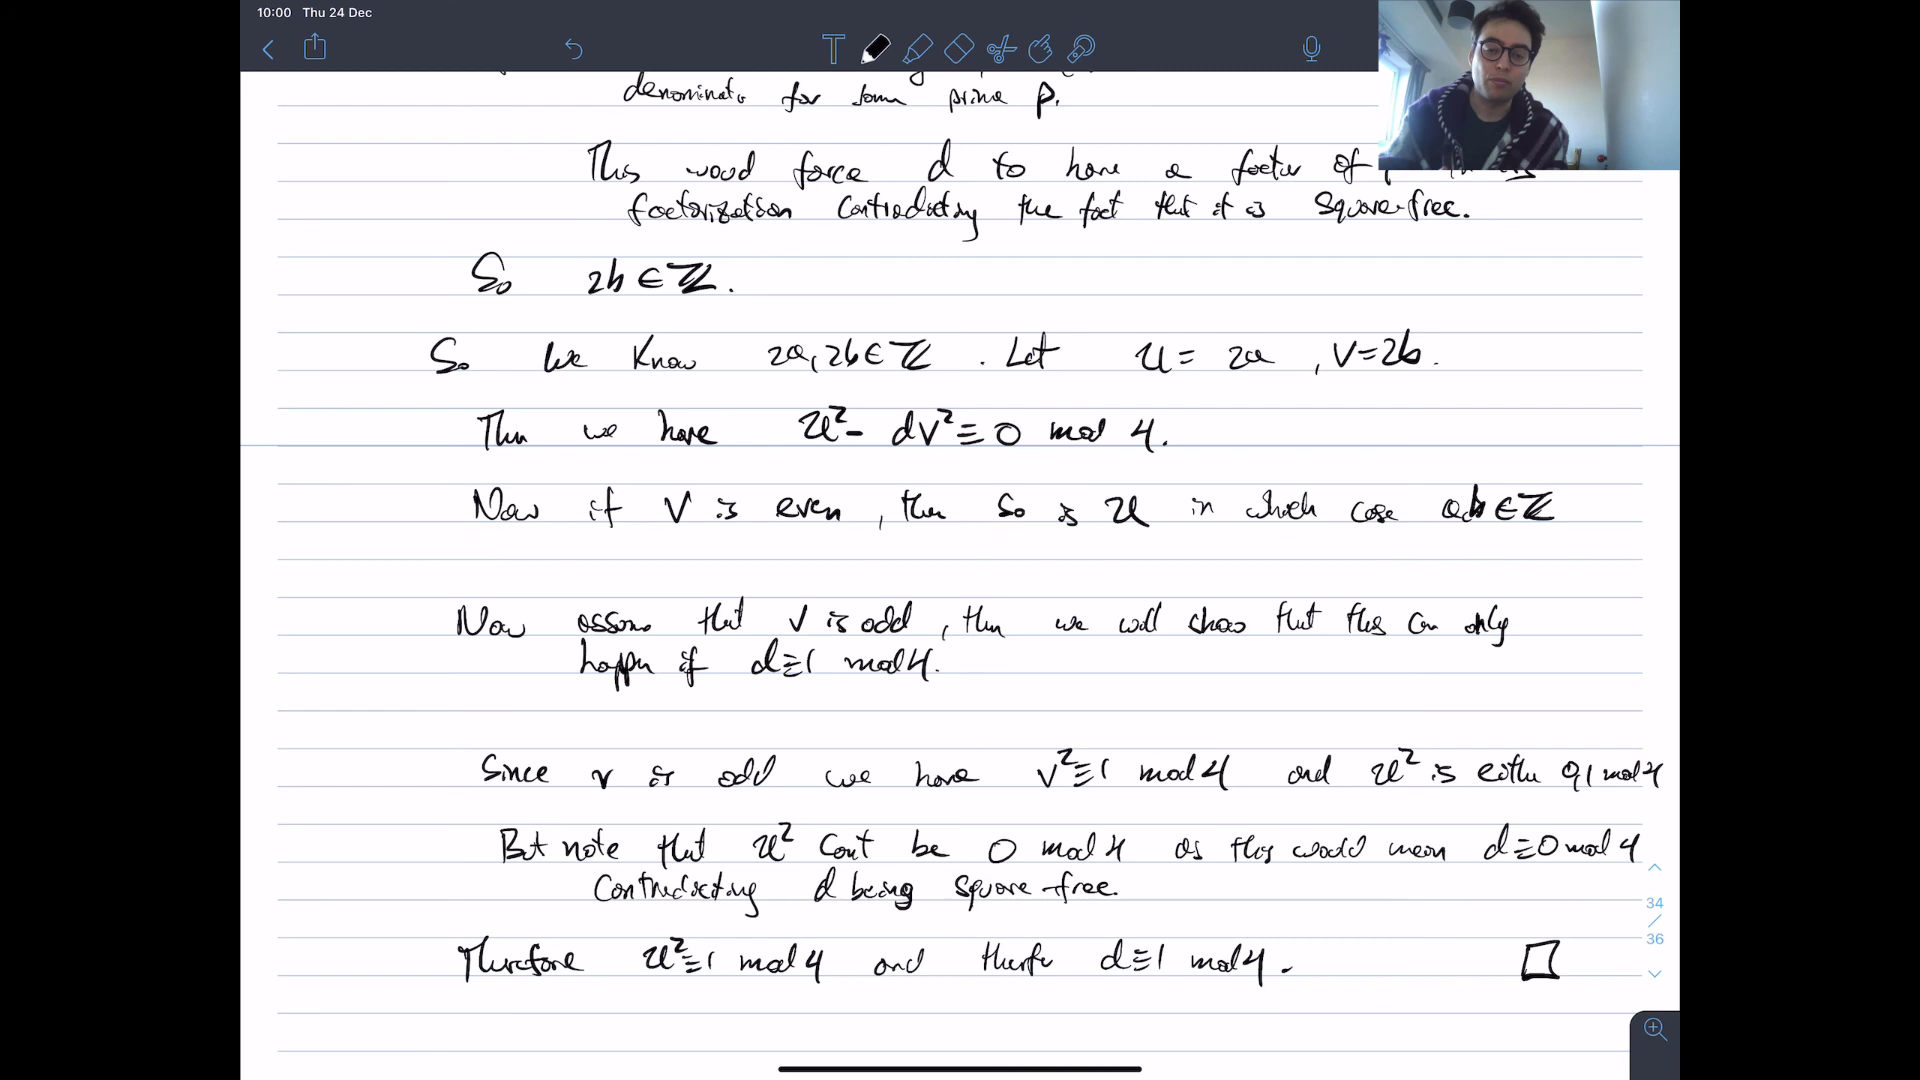 10:00 Thu 24 Dec
T
denominator for some prime p.
This would force d to have a factor of
factorization contradicting the fact that it is square-free.
So 2b ∈ ℤ.
So we know 2a, 2b ∈ ℤ. Let u = 2a, v = 2b.
Then we have u² - dv² ≡ 0 mod 4.
Now if v is even, then so is u in which case a,b ∈ ℤ
Now assume that v is odd, then we will show that this can only
happen if d ≡ 1 mod 4.
Since v is odd we have v² ≡ 1 mod 4 and u² is either 0,1 mod 4
But note that u² can't be 0 mod 4 as this would mean d ≡ 0 mod 4
contradicting d being square-free.
Therefore u² ≡ 1 mod 4 and therefore d ≡ 1 mod 4. □
34
/
36